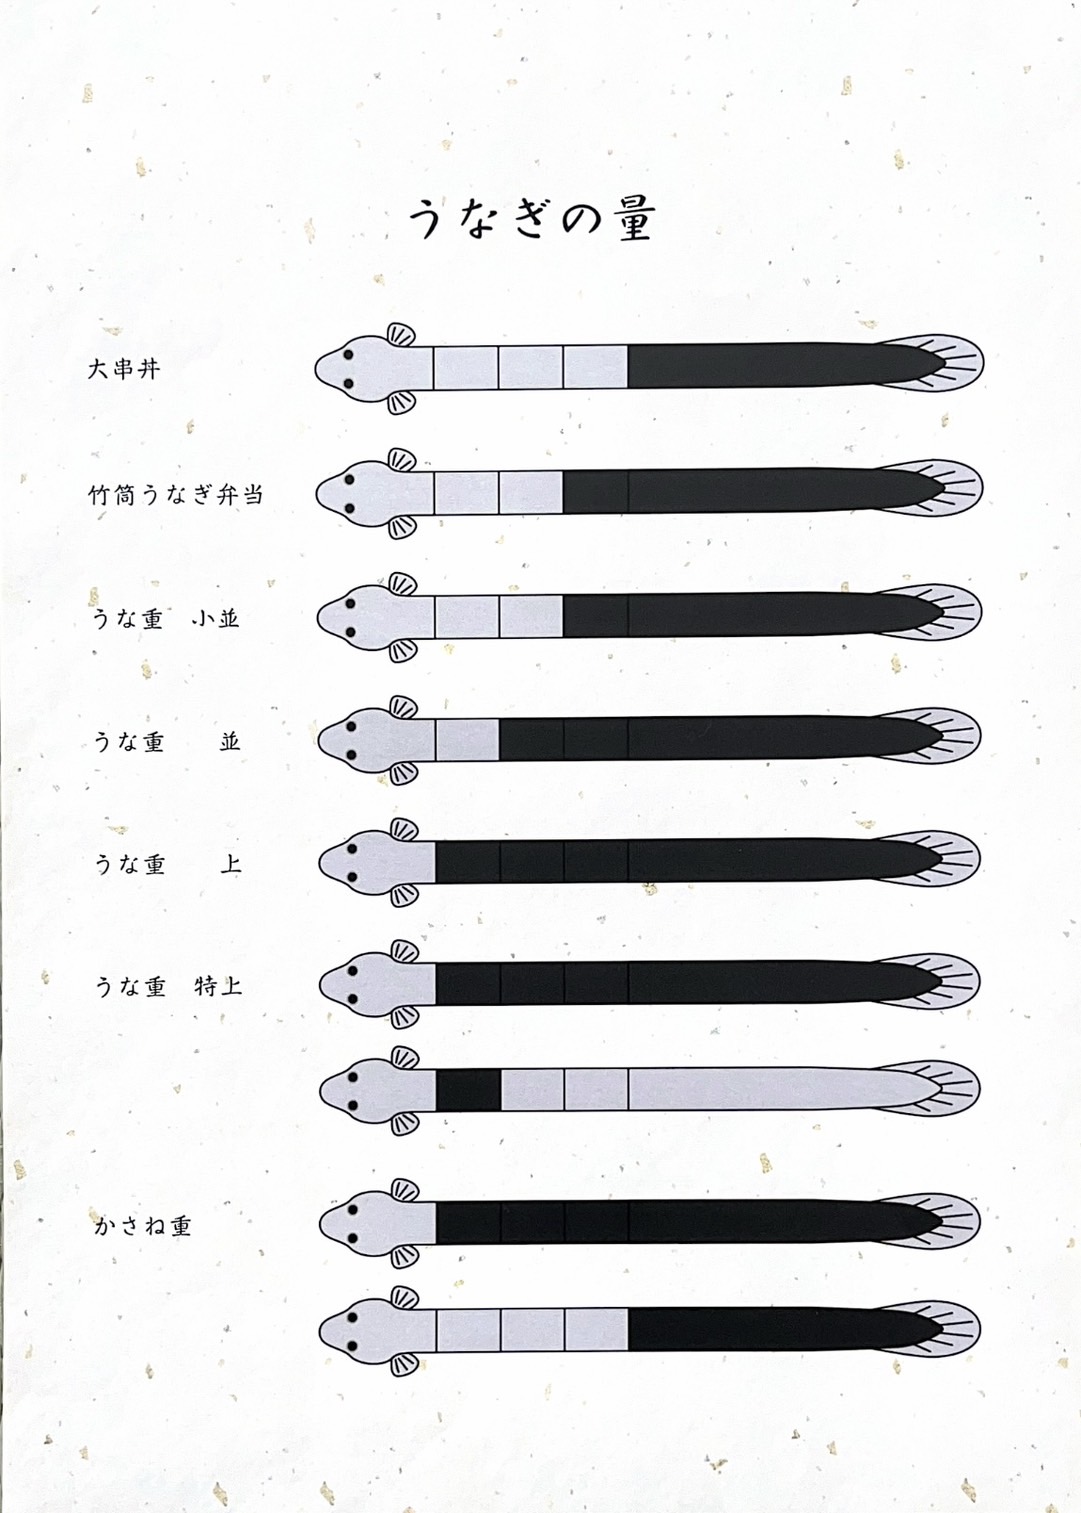 うなぎの量
大串丼
竹筒うなぎ弁当
うな重　小並
うな重　　並
うな重　　上
うな重　特上
かさね重